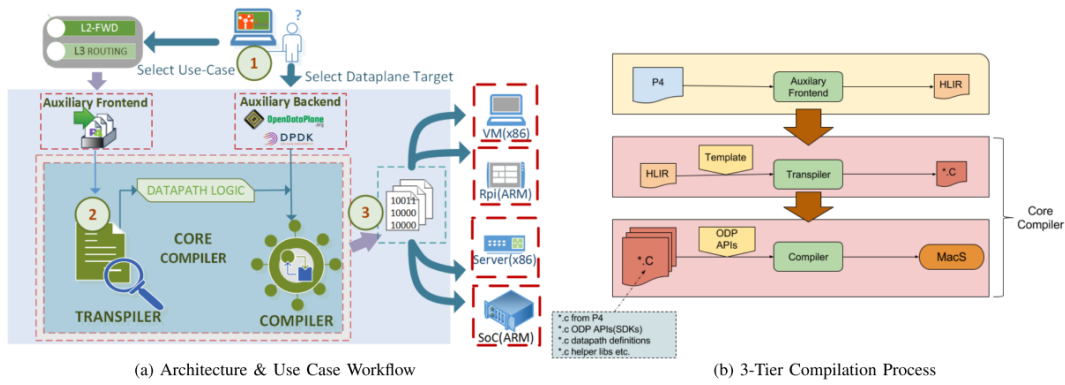 L2-FWD
L3 ROUTING
?
1
Select Use-Case
Select Dataplane Target
Auxiliary Frontend
Auxiliary Backend
OpenDataPlane.org
DPDK
DATAPATH LOGIC
2
CORE
COMPILER
TRANSPILER
COMPILER
3
10011
10000
10000
VM(x86)
Rpi(ARM)
Server(x86)
SoC(ARM)
(a) Architecture & Use Case Workflow
P4
Auxilary
Frontend
HLIR
HLIR
Template
Transpiler
*.C
Core
Compiler
*.C
ODP
APIs
Compiler
MacS
*.c from P4
*.c ODP APIs(SDKs)
*.c datapath definitions
*.c helper libs etc.
(b) 3-Tier Compilation Process